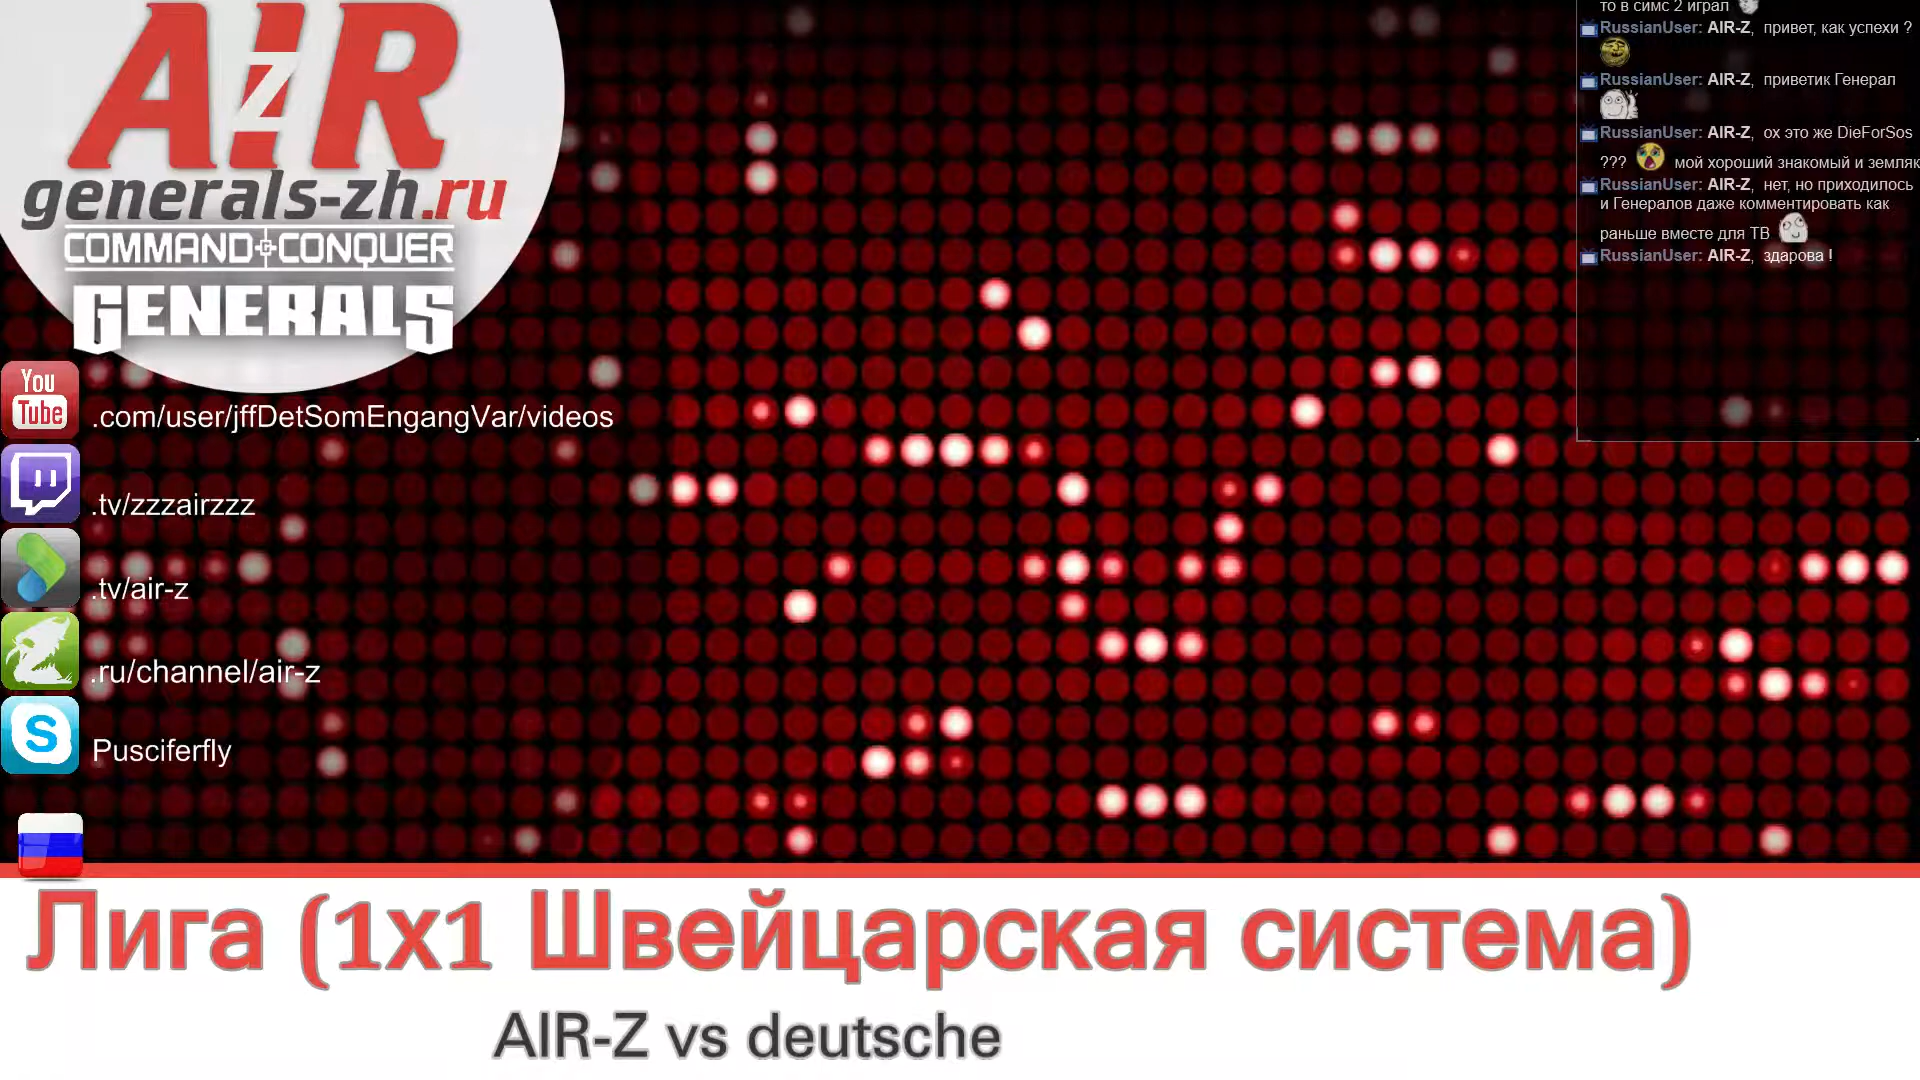 AIR
Z
generals-zh.ru
COMMAND CONQUER
GENERALS
You
Tube
.com/user/jffDetSomEngangVar/videos
.tv/zzzairzzz
.tv/air-z
.ru/channel/air-z
S
Pusciferfly
то в симс 2 играл
RussianUser: AIR-Z, привет, как успехи ?
RussianUser: AIR-Z, приветик Генерал
RussianUser: AIR-Z, ох это же DieForSos
??? мой хороший знакомый и земляк
RussianUser: AIR-Z, нет, но приходилось
и Генералов даже комментировать как
раньше вместе для ТВ
RussianUser: AIR-Z, здарова !
Лига (1x1 Швейцарская система)
AIR-Z vs deutsche